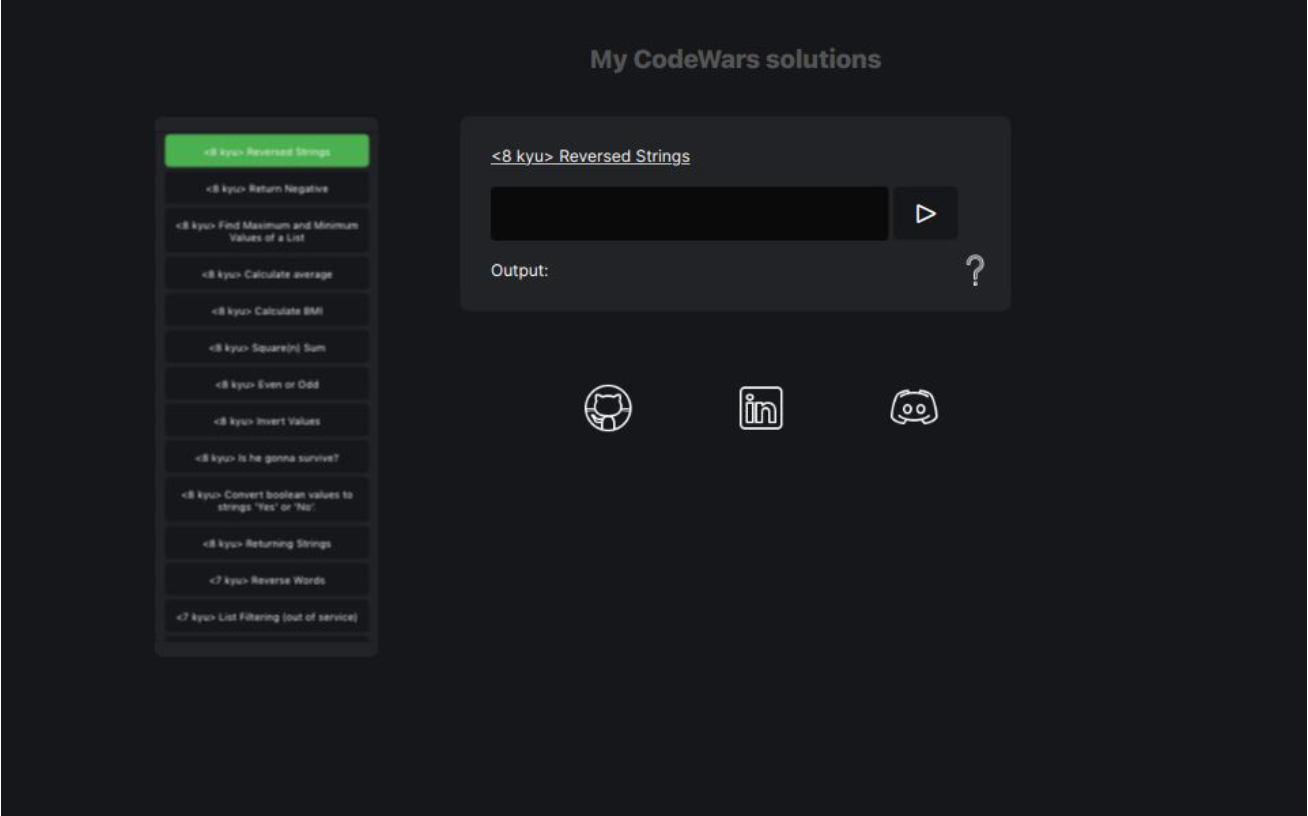 My CodeWars solutions
<8 kyu> Reversed Strings
<8 kyu> Return Negative
<8 kyu> Find Maximum and Minimum
Values of a List
<8 kyu> Calculate average
<8 kyu> Calculate BMI
<8 kyu> Square(n) Sum
<8 kyu> Even or Odd
<8 kyu> Invert Values
<8 kyu> Is he gonna survive?
<8 kyu> Convert boolean values to
strings 'Yes' or 'No'.
<8 kyu> Returning Strings
<7 kyu> Reverse Words
<7 kyu> List Filtering (out of service)
<8 kyu> Reversed Strings
Output:
?
in